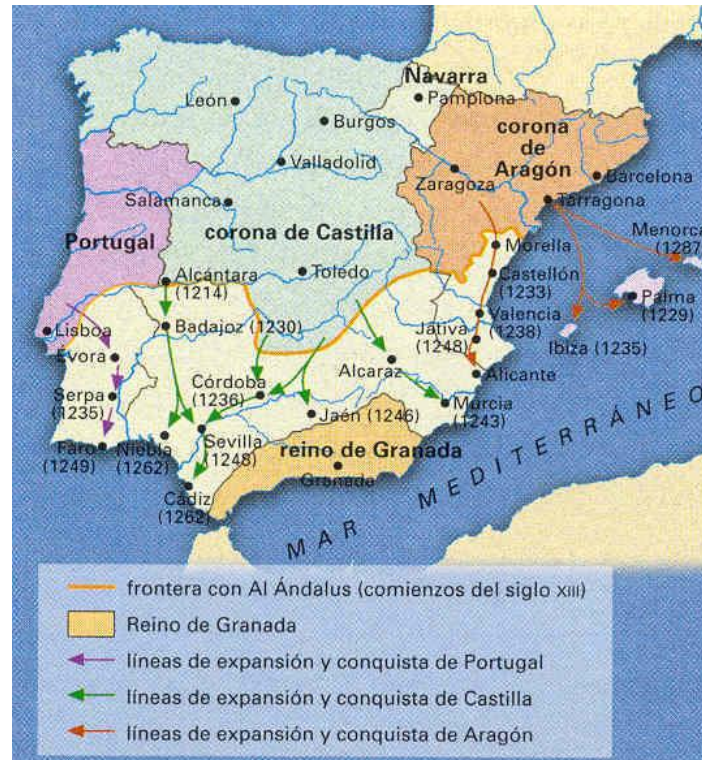 Navarra
Pamplona
León
Burgos
corona
de
Aragón
Valladolid
Zaragoza
Barcelona
Salamanca
Tarragona
Portugal
corona de Castilla
Morella
Menorca
(1287)
Toledo
Alcántara
(1214)
Castellón
(1233)
Palma
(1229)
Lisboa
Badajoz (1230)
Valencia
(1238)
Játiva
(1248)
Ibiza (1235)
Évora
Alcaraz
Alicante
Serpa
(1235)
Córdoba
(1236)
Jaén (1246)
Murcia
(1243)
Faro
(1249)
Niebla
(1262)
Sevilla
(1248)
reino de Granada
Granada
Cádiz
(1262)
MAR MEDITERRÁNEO
frontera con Al Ándalus (comienzos del siglo XIII)
Reino de Granada
líneas de expansión y conquista de Portugal
líneas de expansión y conquista de Castilla
líneas de expansión y conquista de Aragón